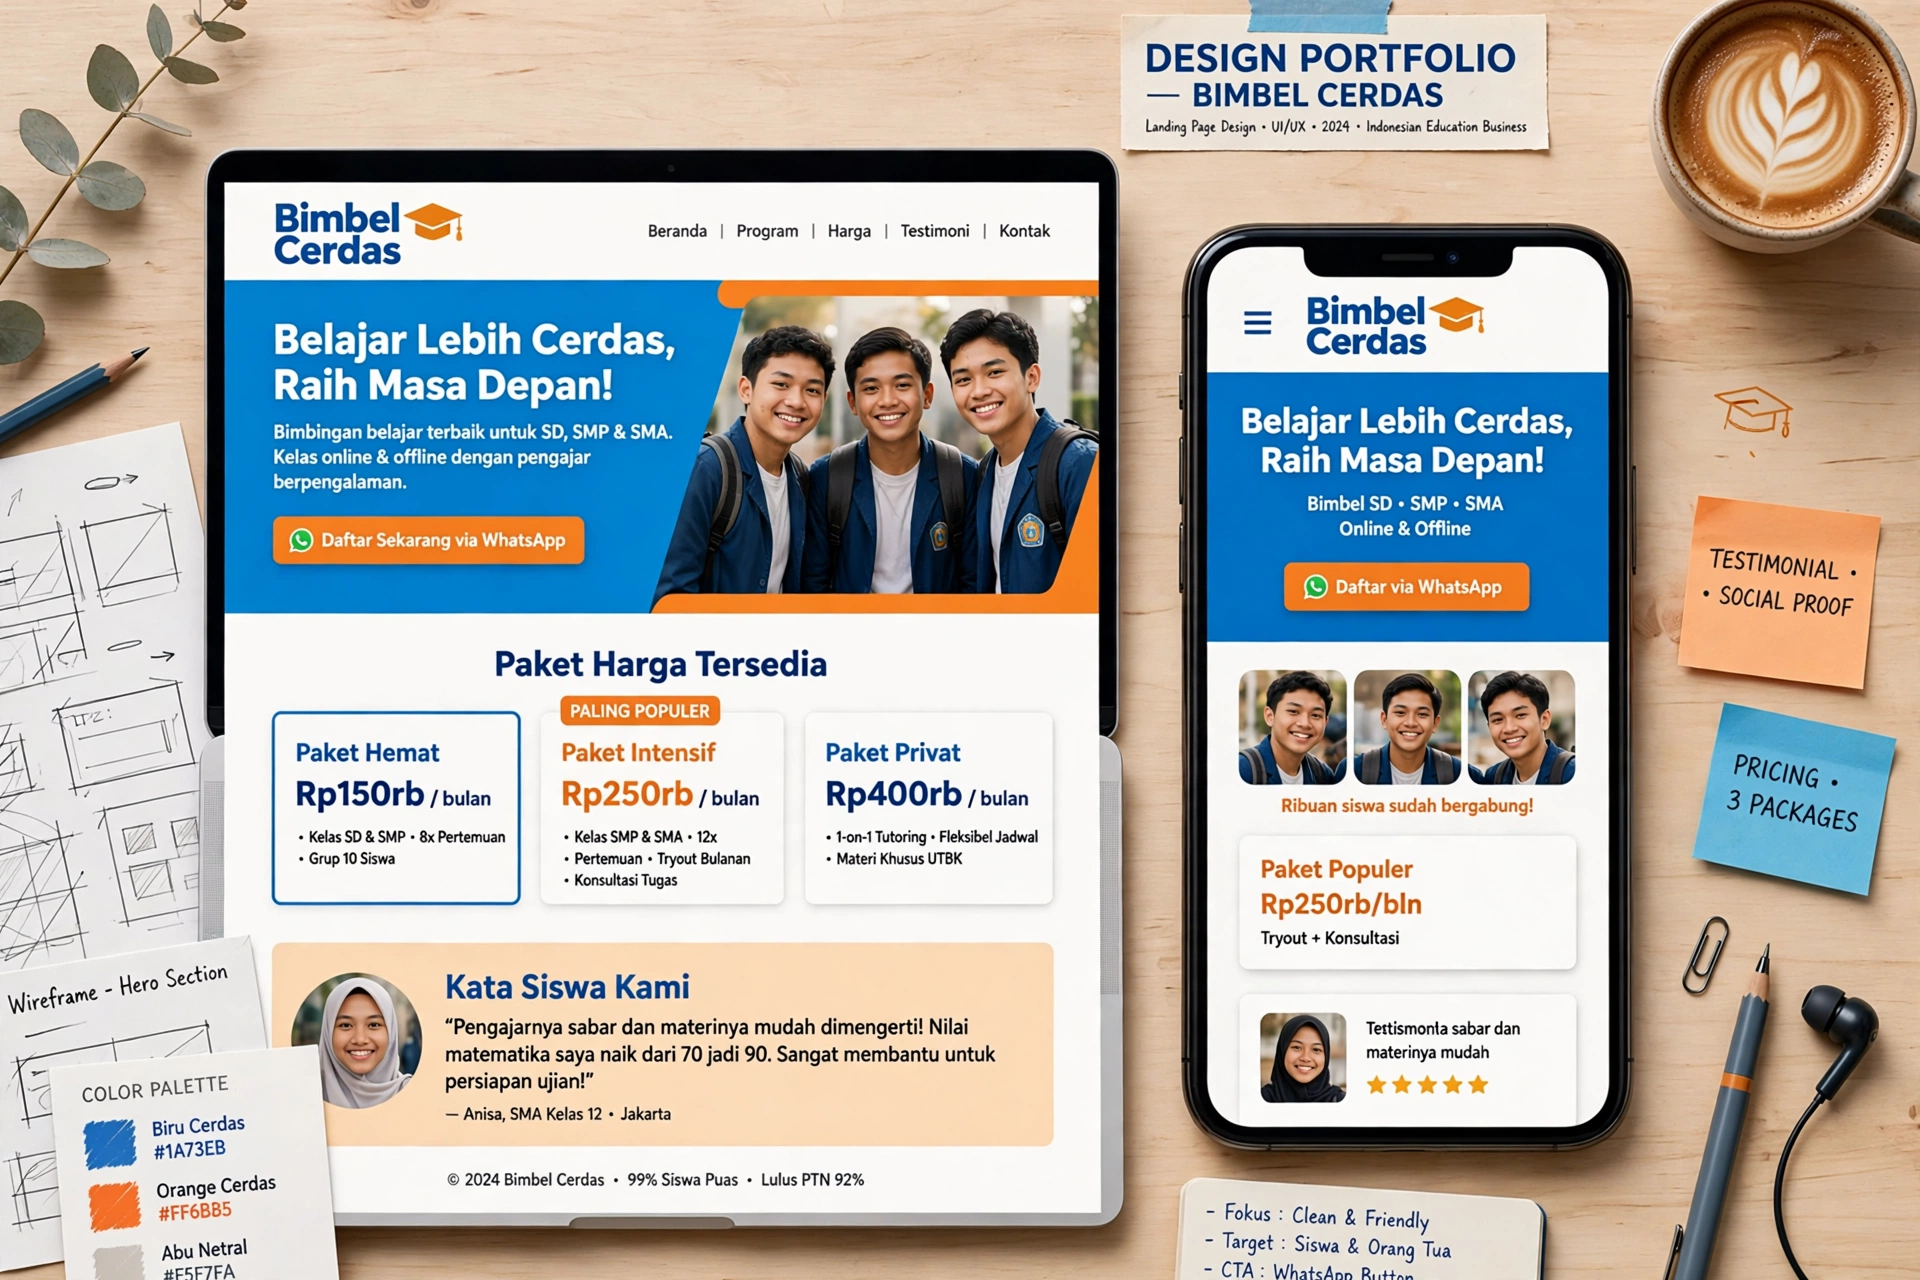 DESIGN PORTFOLIO
— BIMBEL CERDAS
Landing Page Design • UI/UX • 2024 • Indonesian Education Business
Bimbel
Cerdas
Beranda | Program | Harga | Testimoni | Kontak
Belajar Lebih Cerdas,
Raih Masa Depan!
Bimbingan belajar terbaik untuk SD, SMP & SMA.
Kelas online & offline dengan pengajar
berpengalaman.
Daftar Sekarang via WhatsApp
Paket Harga Tersedia
Paket Hemat
Rp150rb / bulan
• Kelas SD & SMP • 8x Pertemuan
• Grup 10 Siswa
PALING POPULER
Paket Intensif
Rp250rb / bulan
• Kelas SMP & SMA • 12x
• Pertemuan • Tryout Bulanan
• Konsultasi Tugas
Paket Privat
Rp400rb / bulan
• 1-on-1 Tutoring • Fleksibel Jadwal
• Materi Khusus UTBK
Kata Siswa Kami
“Pengajarnya sabar dan materinya mudah dimengerti! Nilai
matematika saya naik dari 70 jadi 90. Sangat membantu untuk
persiapan ujian!”
— Anisa, SMA Kelas 12 • Jakarta
© 2024 Bimbel Cerdas • 99% Siswa Puas • Lulus PTN 92%
Bimbel
Cerdas
Belajar Lebih Cerdas,
Raih Masa Depan!
Bimbel SD • SMP • SMA
Online & Offline
Daftar via WhatsApp
Ribuan siswa sudah bergabung!
Paket Populer
Rp250rb/bln
Tryout + Konsultasi
Tettismonta sabar dan
materinya mudah
TESTIMONIAL •
• SOCIAL PROOF
PRICING •
3 PACKAGES
Wireframe - Hero Section
COLOR PALETTE
Biru Cerdas
#1A73EB
Orange Cerdas
#FF6BB5
Abu Netral
#F5F7FA
- Fokus : Clean & Friendly
- Target : Siswa & Orang Tua
- CTA : WhatsApp Button